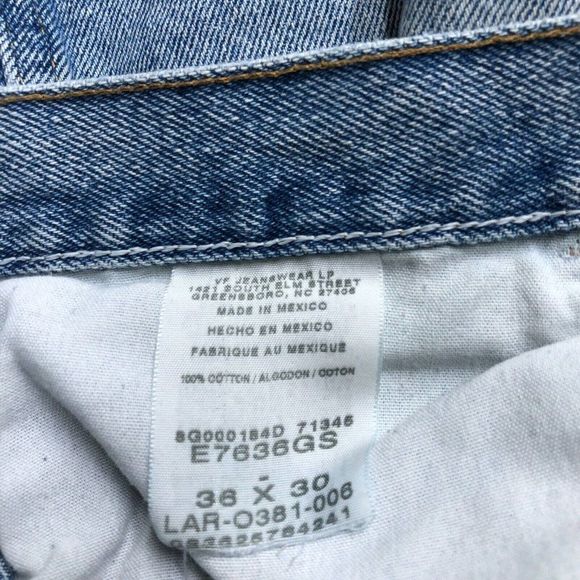 VF JEANSWEAR LP
1421 SOUTH ELM STREET
GREENSBORO, NC 27406
MADE IN MEXICO
HECHO EN MEXICO
FABRIQUE AU MEXIQUE
100% COTTON / ALGODON / COTON
8G000184D 71345
E7636GS
36 X 30
LAR-0381-006